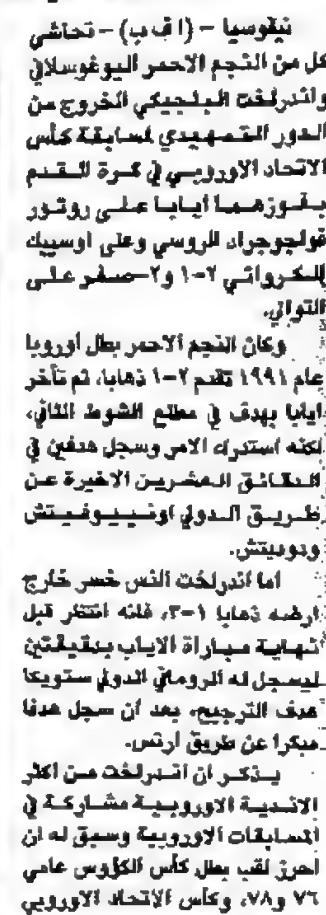 نيقوسيا - (ا ف ب) - تحاشى
كل من النجم الاحمر اليوغوسلافي
واندرلخت البلجيكي الخروج من
الدور التمهيدي لمسابقة كأس
الاتحاد الاوروبي في كرة القدم
بفوزهما ايابا على روتور
فولجوجراد الروسي وعلى اوسييك
الكرواتي ٢-١ و٢-صفر على
التوالي.
وكان النجم الاحمر بطل أوروبا
عام ١٩٩١ تقدم ٢-١ ذهابا، ثم تأخر
ايابا بهدف في مطلع الشوط الثاني،
لكنه استدرك الامر وسجل هدفين في
الدقائق العشرين الاخيرة عن
طريق الدولي اونييوفيتش
ودوبيتش.
اما اندرلخت الذي خسر خارج
ارضه ذهابا ١-٣، فانه انتظر قبل
نهاية مباراة الاياب بدقيقتين
ليسجل له الروماني الدولي ستويكا
هدف الترجيح، بعد ان سجل هدفا
مبكرا عن طريق ارتس.
يذكر ان اندرلخت من اكثر
الاندية الاوروبية مشاركة في
المسابقات الاوروبية وسبق له ان
احرز لقب بطل كأس الكؤوس عامي
٧٦ و٧٨، وكأس الاتحاد الاوروبي